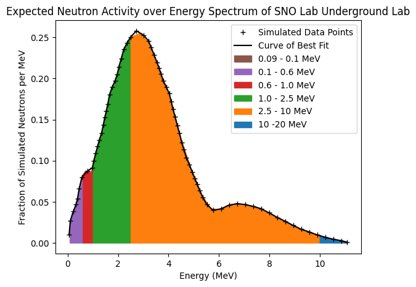 Expected Neutron Activity over Energy Spectrum of SNO Lab Underground Lab
Simulated Data Points
Curve of Best Fit
0.09 - 0.1 MeV
0.1 - 0.6 MeV
0.6 - 1.0 MeV
1.0 - 2.5 MeV
2.5 - 10 MeV
10 -20 MeV
Fraction of Simulated Neutrons per MeV
0.25
0.20
0.15
0.10
0.05
0.00
0 2 4 6 8 10
Energy (MeV)